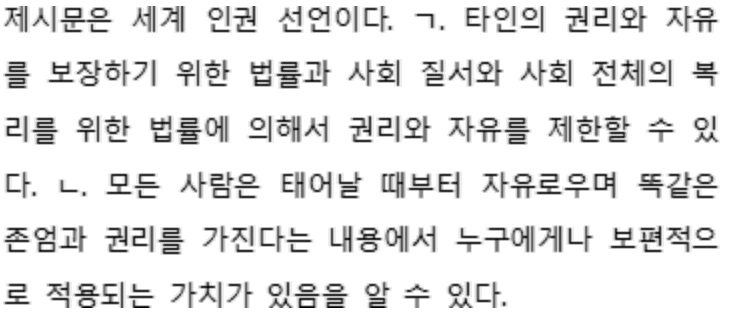 제시문은 세계 인권 선언이다. ㄱ. 타인의 권리와 자유
를 보장하기 위한 법률과 사회 질서와 사회 전체의 복
리를 위한 법률에 의해서 권리와 자유를 제한할 수 있
다. ㄴ. 모든 사람은 태어날 때부터 자유로우며 똑같은
존엄과 권리를 가진다는 내용에서 누구에게나 보편적으
로 적용되는 가치가 있음을 알 수 있다.